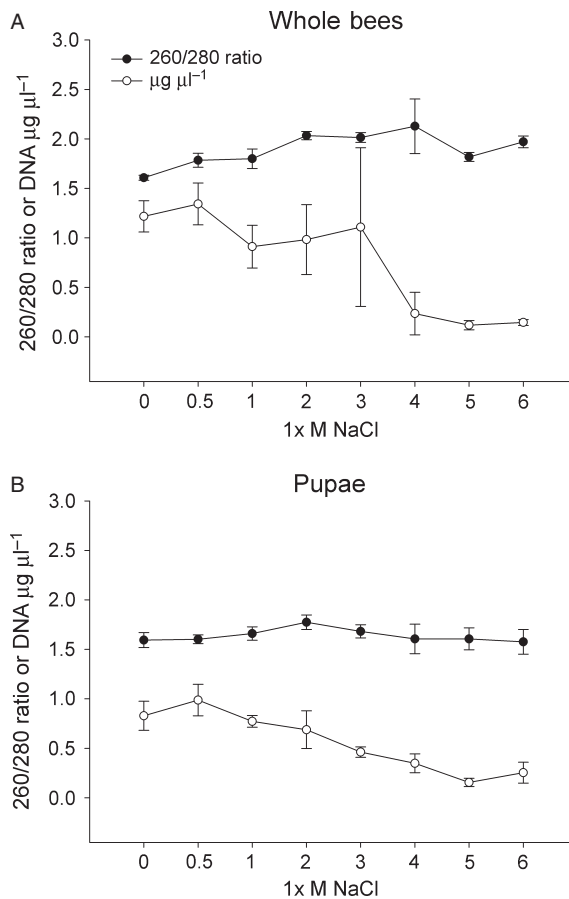 A
Whole bees
260/280 ratio
µg µl⁻¹
260/280 ratio or DNA µg µl⁻¹
3.0
2.5
2.0
1.5
1.0
0.5
0.0
0 0.5 1 2 3 4 5 6
1x M NaCl
B
Pupae
260/280 ratio or DNA µg µl⁻¹
3.0
2.5
2.0
1.5
1.0
0.5
0.0
0 0.5 1 2 3 4 5 6
1x M NaCl